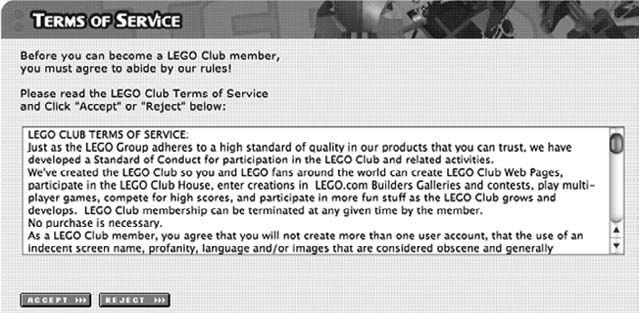 TERMS OF SERVICE
Before you can become a LEGO Club member,
you must agree to abide by our rules!
Please read the LEGO Club Terms of Service
and Click "Accept" or "Reject" below:
LEGO CLUB TERMS OF SERVICE:
Just as the LEGO Group adheres to a high standard of quality in our products that you can trust, we have
developed a Standard of Conduct for participation in the LEGO Club and related activities.
We've created the LEGO Club so you and LEGO fans around the world can create LEGO Club Web Pages,
participate in the LEGO Club House, enter creations in LEGO.com Builders Galleries and contests, play multi-
player games, compete for high scores, and participate in more fun stuff as the LEGO Club grows and
develops. LEGO Club membership can be terminated at any given time by the member.
No purchase is necessary.
As a LEGO Club member, you agree that you will not create more than one user account, that the use of an
indecent screen name, profanity, language and/or images that are considered obscene and generally
ACCEPT REJECT